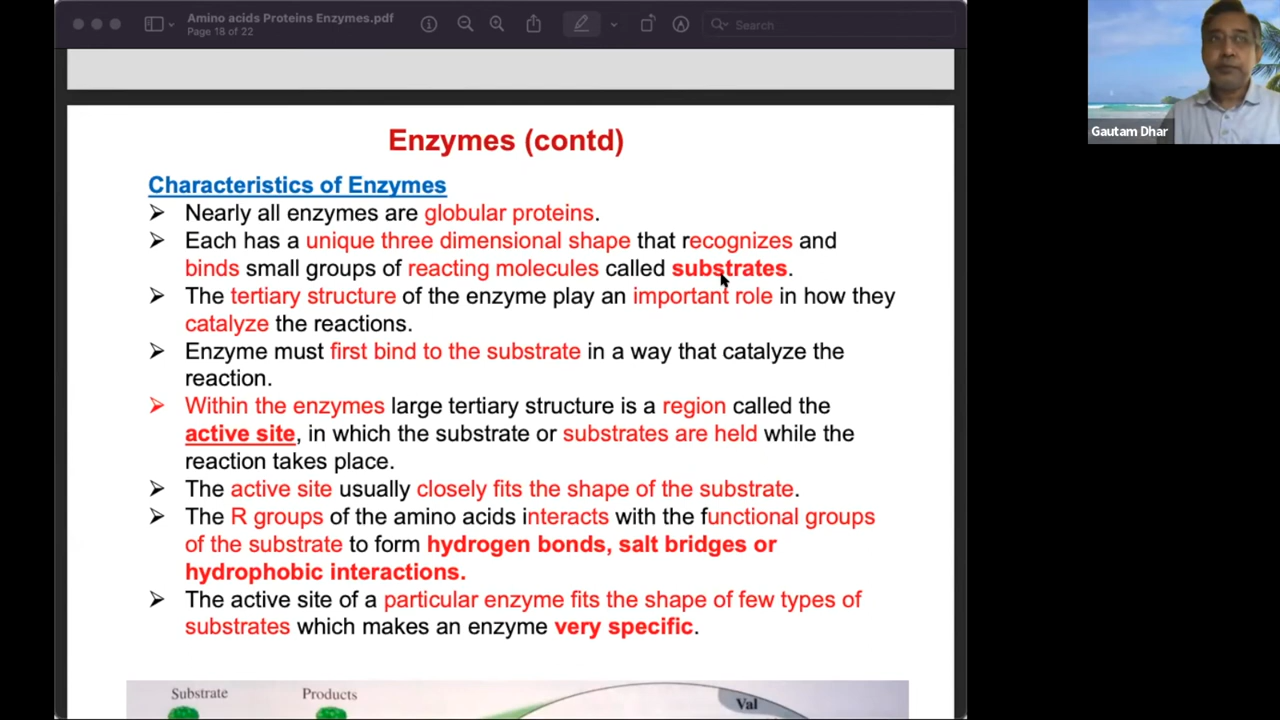 Amino acids Proteins Enzymes.pdf
Page 18 of 22
Search
Gautam Dhar
Enzymes (contd)
Characteristics of Enzymes
➢ Nearly all enzymes are globular proteins.
➢ Each has a unique three dimensional shape that recognizes and
binds small groups of reacting molecules called substrates.
➢ The tertiary structure of the enzyme play an important role in how they
catalyze the reactions.
➢ Enzyme must first bind to the substrate in a way that catalyze the
reaction.
➢ Within the enzymes large tertiary structure is a region called the
active site, in which the substrate or substrates are held while the
reaction takes place.
➢ The active site usually closely fits the shape of the substrate.
➢ The R groups of the amino acids interacts with the functional groups
of the substrate to form hydrogen bonds, salt bridges or
hydrophobic interactions.
➢ The active site of a particular enzyme fits the shape of few types of
substrates which makes an enzyme very specific.
Substrate Products Val